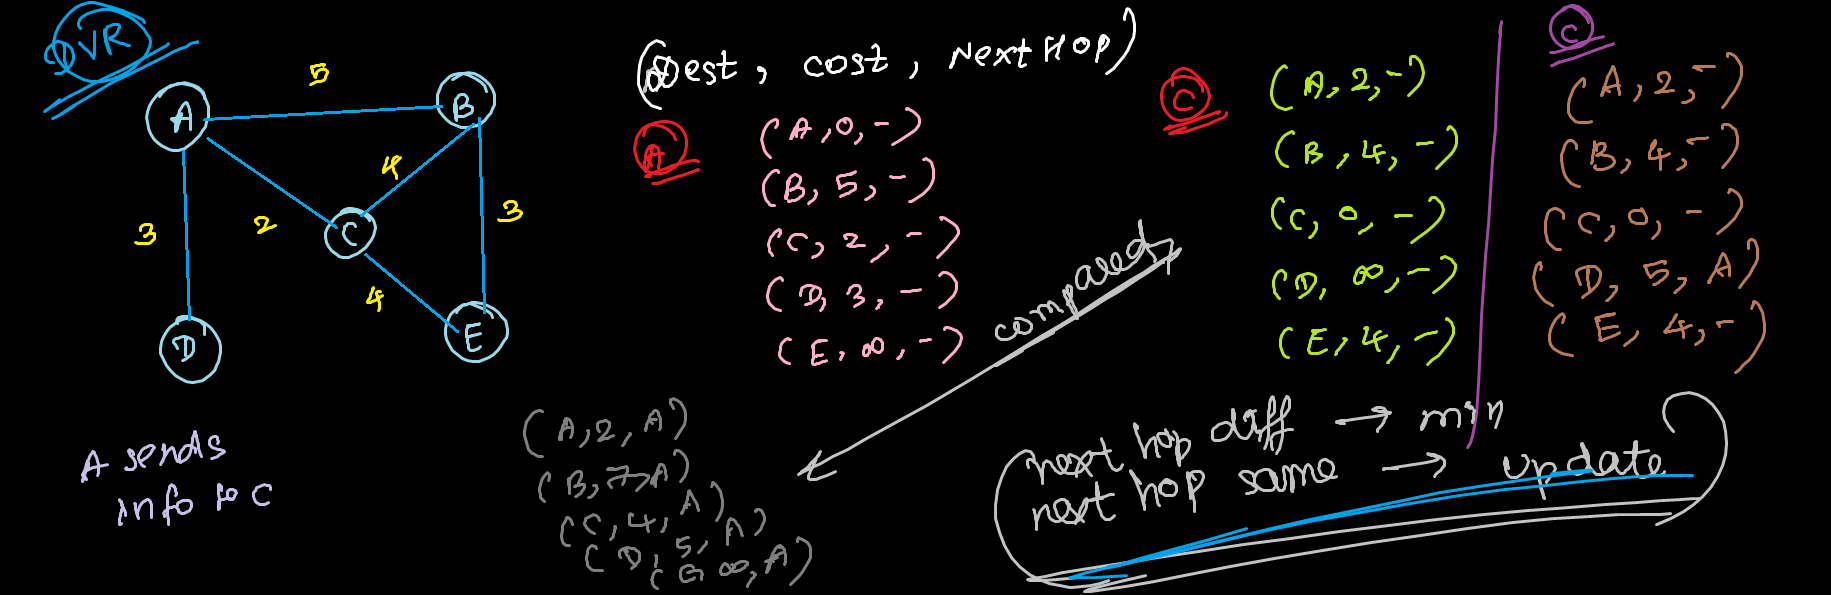 DVR
A
5
B
4
3
3
2
C
4
D
E
A sends
info to C
(Dest, cost, Next Hop)
A
(A,0,-)
(B,5,-)
(C,2,-)
(D,3,-)
(E,∞,-)
compared
(A,2,A)
(B,7,A)
(C,4,A)
(D,5,A)
(E,∞,A)
C
(A,2,-)
(B,4,-)
(C,0,-)
(D,∞,-)
(E,4,-)
C
(A,2,-)
(B,4,-)
(C,0,-)
(D,5,A)
(E,4,-)
next hop diff → min
next hop same → update